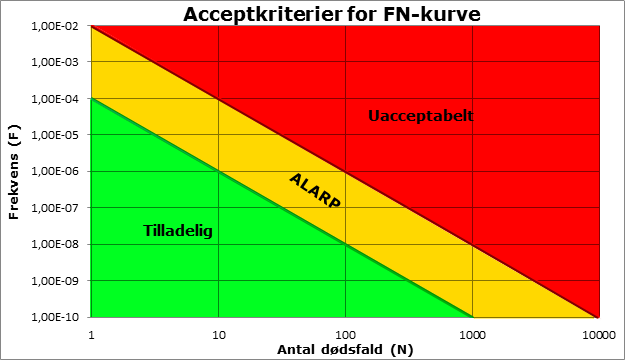 Acceptkriterier for FN-kurve
Frekvens (F)
1,00E-02
1,00E-03
1,00E-04
1,00E-05
1,00E-06
1,00E-07
1,00E-08
1,00E-09
1,00E-10
Uacceptabelt
ALARP
Tilladelig
1 10 100 1000 10000
Antal dødsfald (N)